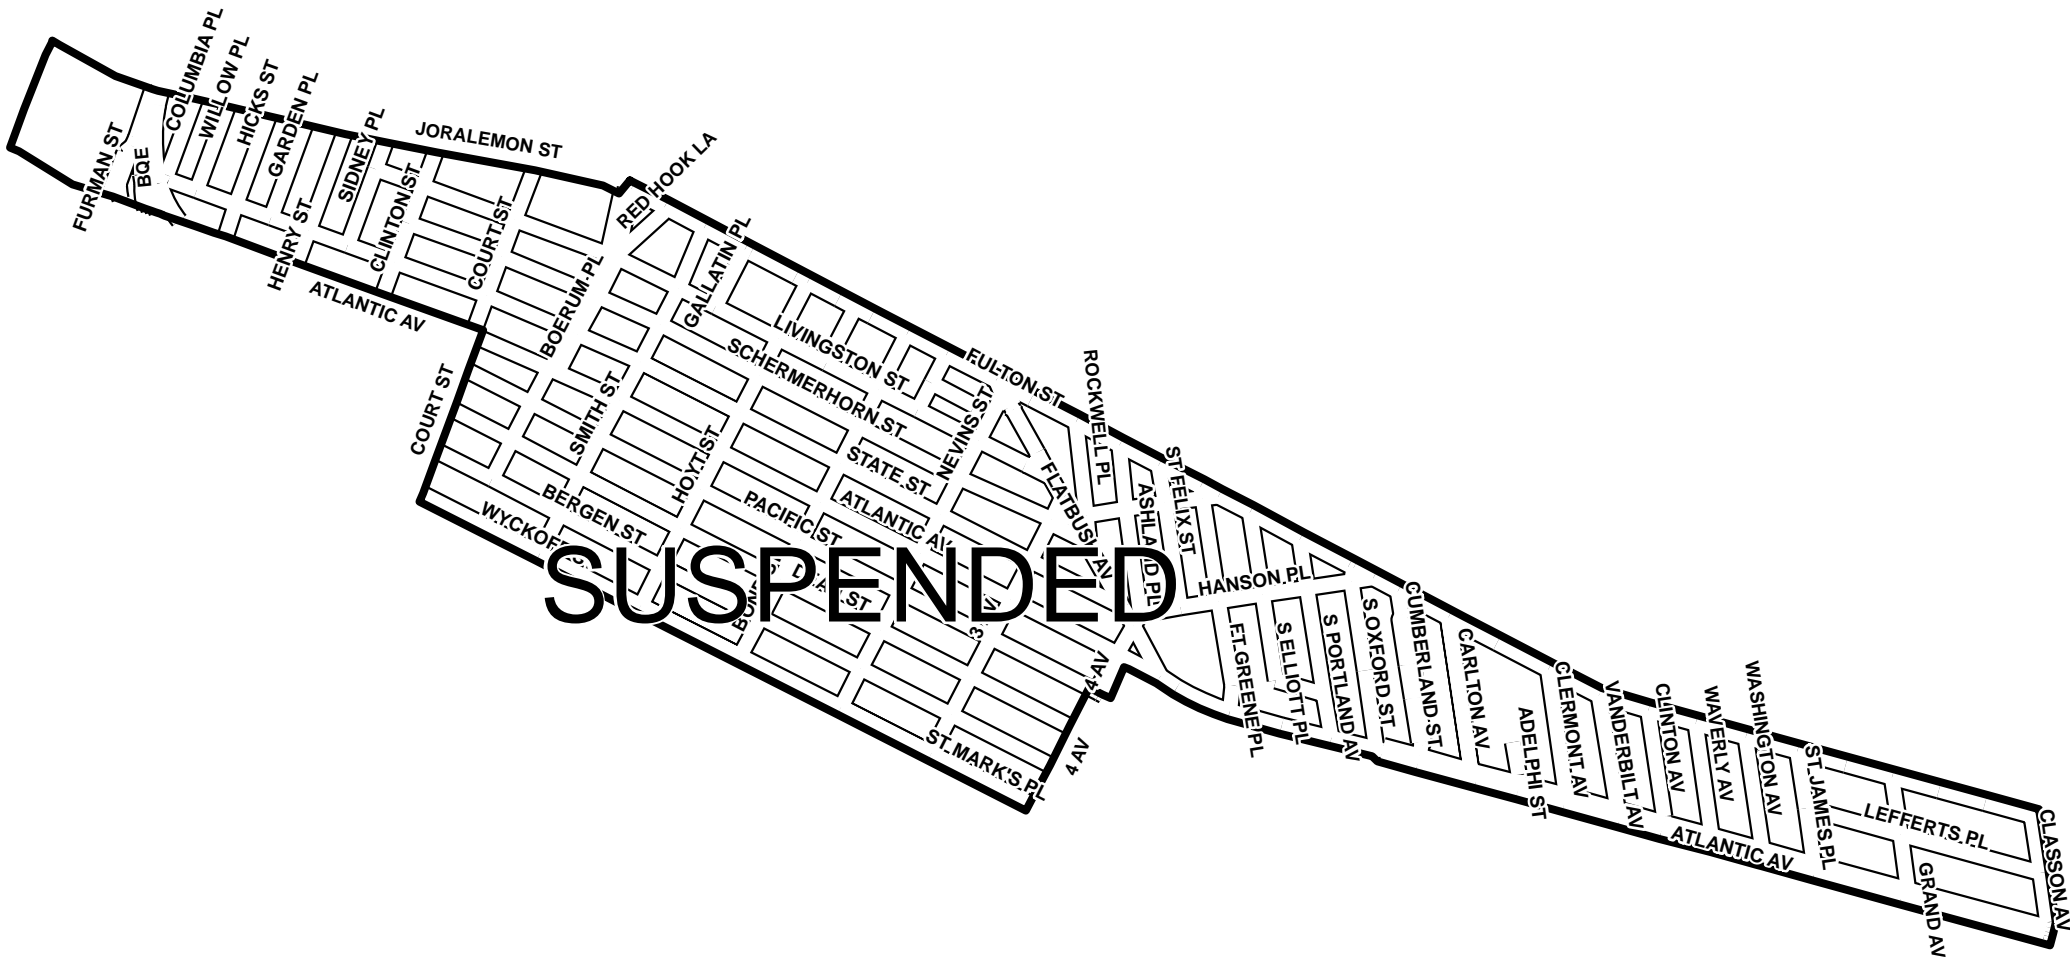 COLUMBIA PL
WILLOW PL
HICKS ST
GARDEN PL
SIDNEY PL
JORALEMON ST
RED HOOK LA
FURMAN ST
BQE
HENRY ST
CLINTON ST
COURT ST
BOERUM PL
GALLATIN PL
ATLANTIC AV
LIVINGSTON ST
SCHERMERHORN ST
FULTON ST
ROCKWELL PL
COURT ST
SMITH ST
HOYT ST
NEVINS ST
STATE ST
FLATBUSH AV
ASHLAND PL
ST FELIX ST
BERGEN ST
PACIFIC ST
ATLANTIC AV
WYCKOFF
SUSPENDED
BOND
ST
3 AV
HANSON PL
4 AV
FT GREENE PL
S ELLIOTT PL
S PORTLAND AV
S OXFORD ST
CUMBERLAND ST
CARLTON AV
ADELPHI ST
CLERMONT AV
VANDERBILT AV
CLINTON AV
WAVERLY AV
WASHINGTON AV
ST JAMES PL
ST MARK'S PL
4 AV
ATLANTIC AV
LEFFERTS PL
GRAND AV
CLASSON AV